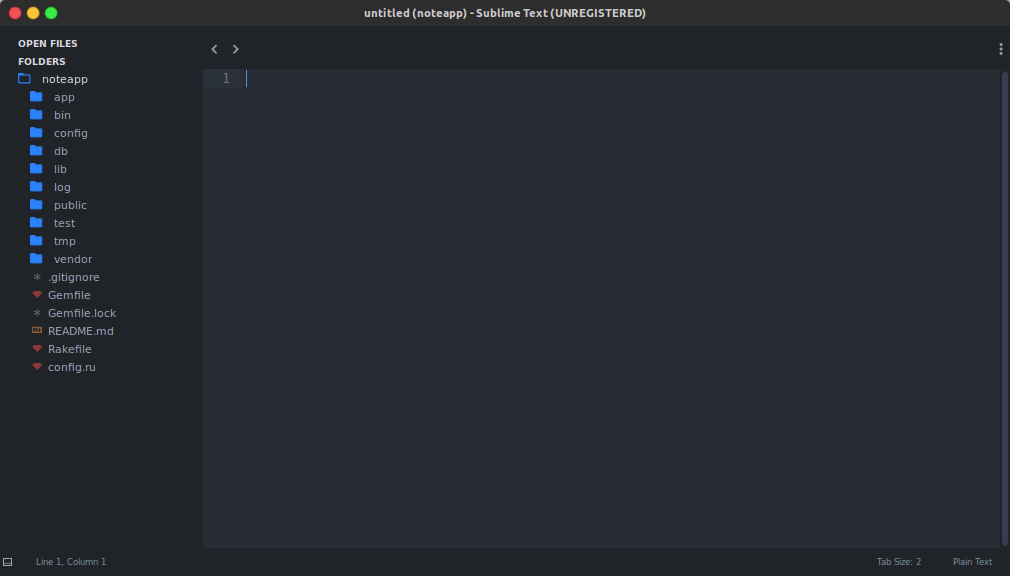 untitled (noteapp) - Sublime Text (UNREGISTERED)
OPEN FILES
FOLDERS
noteapp
app
bin
config
db
lib
log
public
test
tmp
vendor
.gitignore
Gemfile
Gemfile.lock
README.md
Rakefile
config.ru
1
Line 1, Column 1
Tab Size: 2
Plain Text